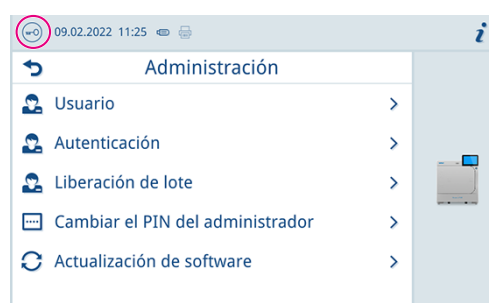 09.02.2022 11:25
Administración
Usuario
Autenticación
Liberación de lote
Cambiar el PIN del administrador
Actualización de software